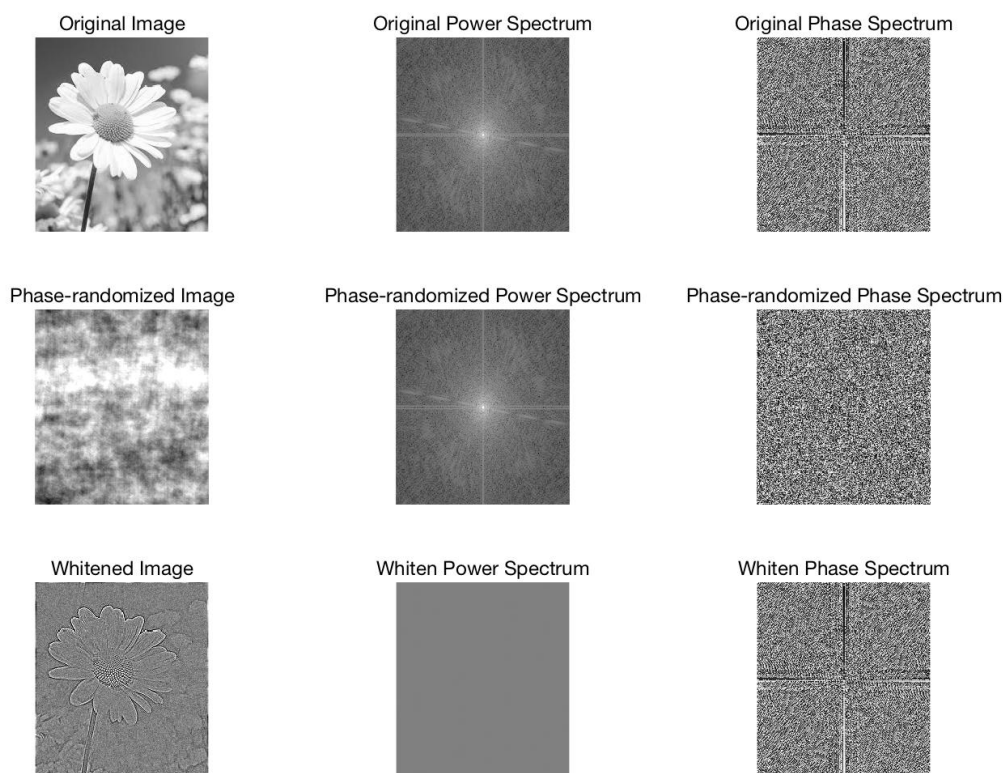 Original Image
Original Power Spectrum
Original Phase Spectrum
Phase-randomized Image
Phase-randomized Power Spectrum
Phase-randomized Phase Spectrum
Whitened Image
Whiten Power Spectrum
Whiten Phase Spectrum